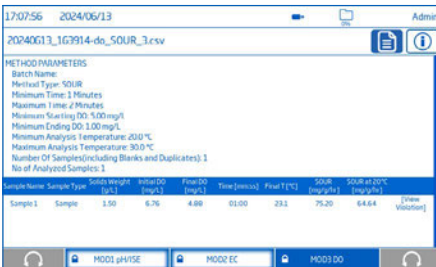 17:07:56 2024/06/13 0% Admin
20240613_163914-do_SOUR_3.csv
METHOD PARAMETERS
Batch Name:
Method Type: SOUR
Minimum Time: 1 Minutes
Maximum Time: 2 Minutes
Minimum Starting DO: 5.00 mg/L
Minimum Ending DO: 1.00 mg/L
Minimum Analysis Temperature: 20.0 °C
Maximum Analysis Temperature: 30.0 °C
Number Of Samples(including Blanks and Duplicates): 1
No of Analyzed Samples: 1
Sample Name Sample Type Solids Weight [g/L] Initial DO [mg/L] Final DO [mg/L] Time [mm:ss] Final T [°C] SOUR [mg/g/hr] SOUR at 20°C [mg/g/hr]
Sample 1 Sample 1.50 6.76 4.88 01:00 23.1 75.20 64.64 [View Violation]
MOD1 pH/ISE MOD2 EC MOD3 DO